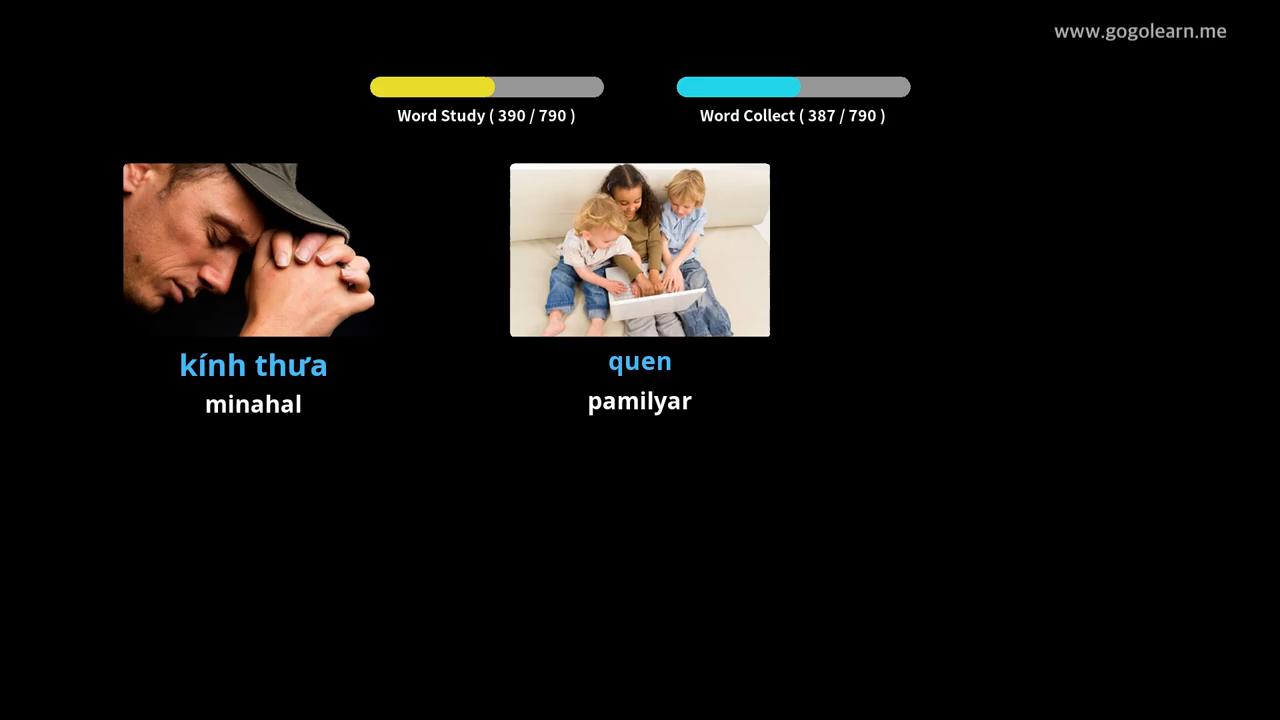 www.gogolearn.me
Word Study ( 390 / 790 )
Word Collect ( 387 / 790 )
kính thưa
minahal
quen
pamilyar